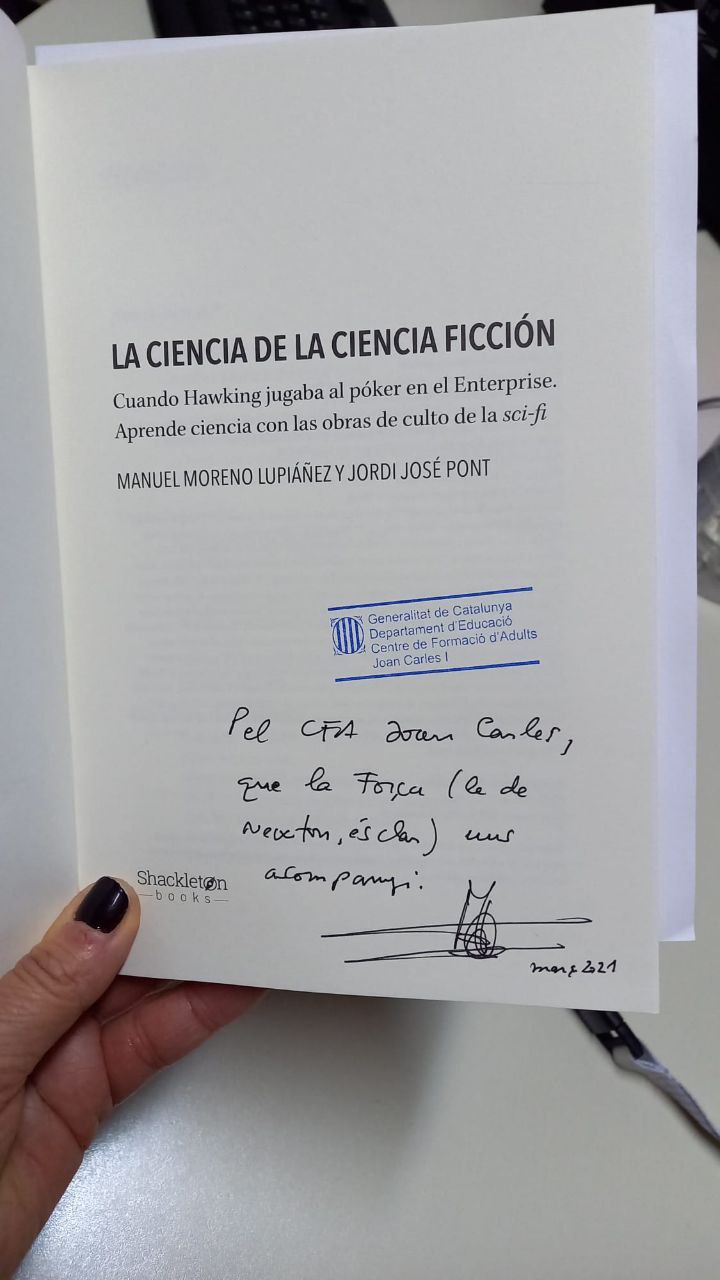 LA CIENCIA DE LA CIENCIA FICCIÓN
Cuando Hawking jugaba al póker en el Enterprise.
Aprende ciencia con las obras de culto de la sci-fi
MANUEL MORENO LUPIÁÑEZ Y JORDI JOSÉ PONT
Generalitat de Catalunya
Departament d'Educació
Centre de Formació d'Adults
Joan Carles I
Pel CFA Joan Carles,
que la Força (la de
Newton, és clar) us
acompanyi.
Shackleton
books
març 2021